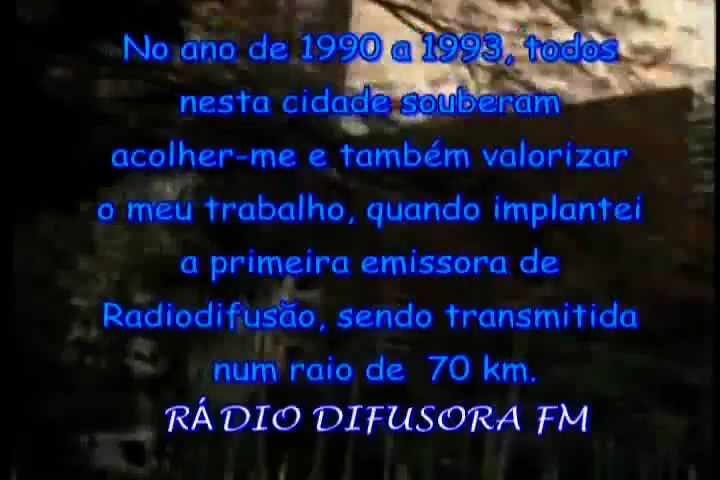 No ano de 1990 a 1993, todos
nesta cidade souberam
acolher-me e também valorizar
o meu trabalho, quando implantei
a primeira emissora de
Radiodifusão, sendo transmitida
num raio de 70 km.
RÁDIO DIFUSORA FM